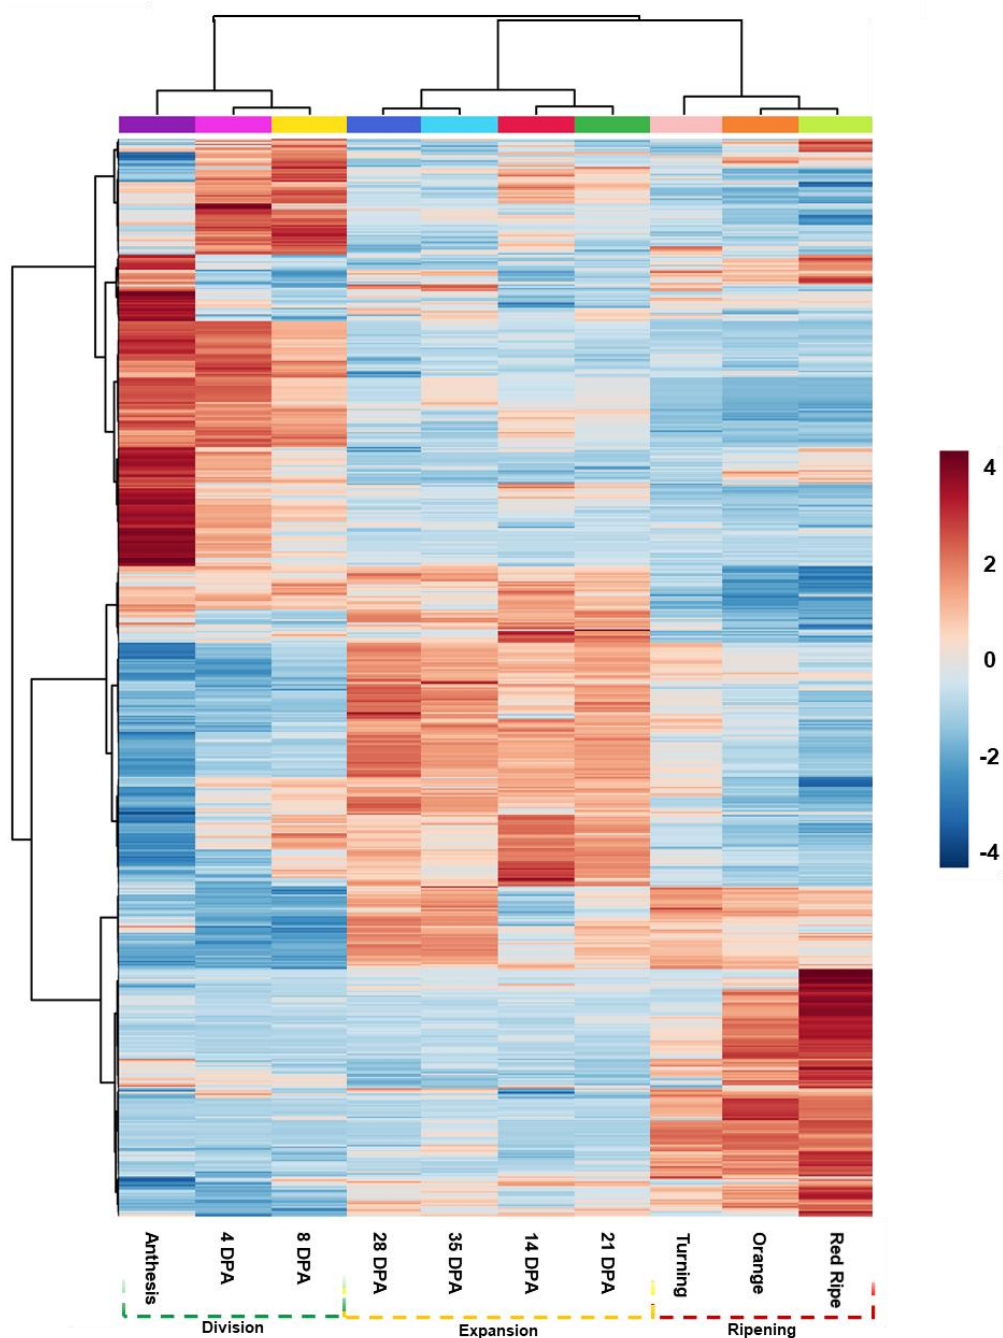 4
2
0
-2
-4
Anthesis
4 DPA
8 DPA
28 DPA
35 DPA
14 DPA
21 DPA
Turning
Orange
Red Ripe
Division
Expansion
Ripening